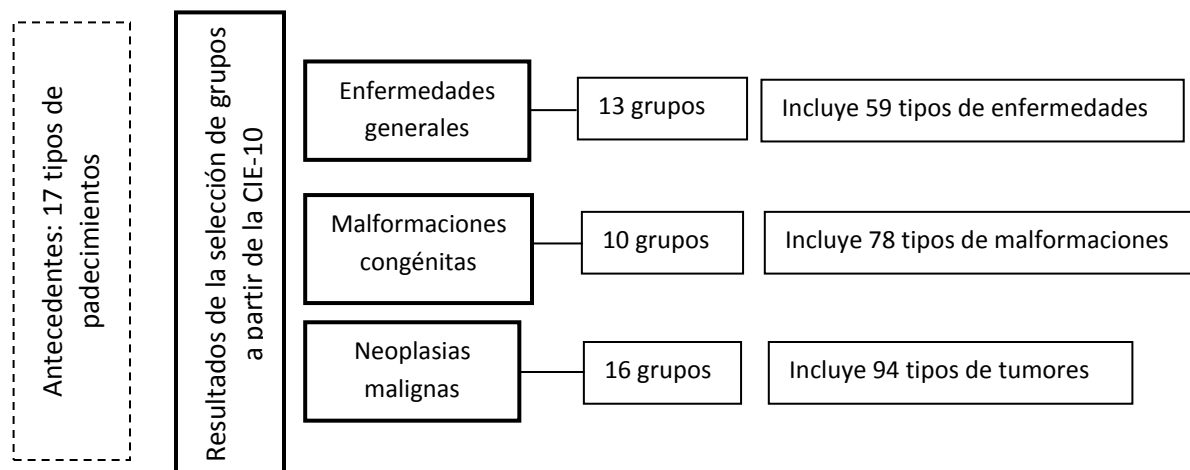 Antecedentes: 17 tipos de
padecimientos
Resultados de la selección de grupos
a partir de la CIE-10
Enfermedades
generales
13 grupos
Incluye 59 tipos de enfermedades
Malformaciones
congénitas
10 grupos
Incluye 78 tipos de malformaciones
Neoplasias
malignas
16 grupos
Incluye 94 tipos de tumores